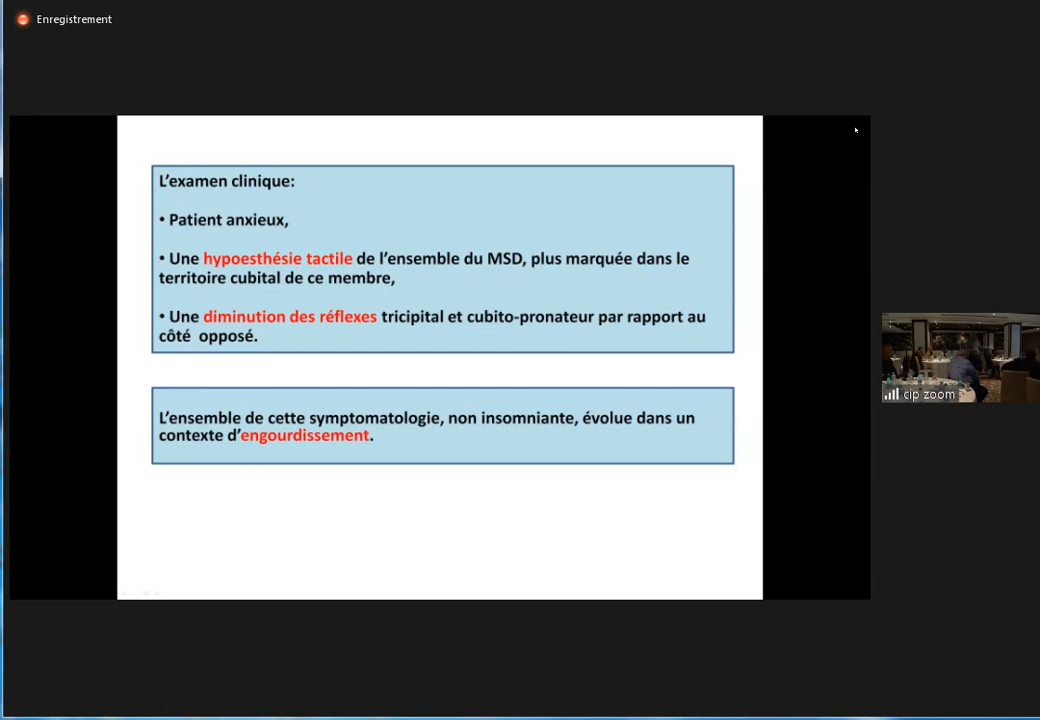 Enregistrement
L’examen clinique:
• Patient anxieux,
• Une hypoesthésie tactile de l’ensemble du MSD, plus marquée dans le
territoire cubital de ce membre,
• Une diminution des réflexes tricipital et cubito-pronateur par rapport au
côté opposé.
L’ensemble de cette symptomatologie, non insomniante, évolue dans un
contexte d’engourdissement.
cip zoom